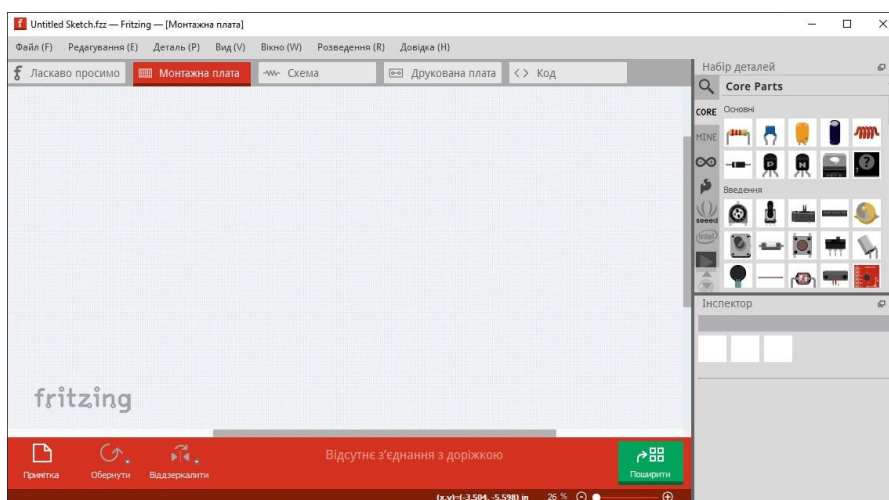 Untitled Sketch.fzz — Fritzing — [Монтажна плата]
Файл (F) Редагування (E) Деталь (P) Вид (V) Вікно (W) Розведення (R) Довідка (H)
Ласкаво просимо Монтажна плата Схема Друкована плата Код
Набір деталей
Core Parts
CORE Основні
MINE
Введення
seeed
intel
Інспектор
fritzing
Відсутнє з’єднання з доріжкою
Примітка Обернути Віддзеркалити Поширити
(x,y)=(-3.504, -5.598) in 26 %